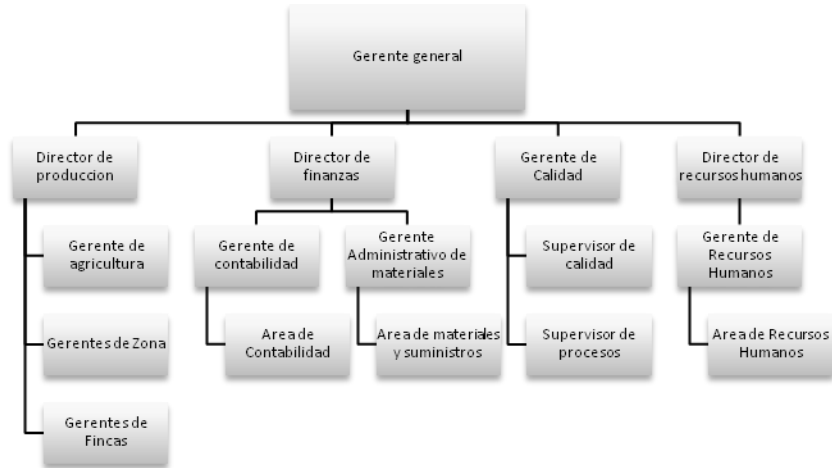 Gerente general
Director de
produccion
Director de
finanzas
Gerente de
Calidad
Director de
recursos humanos
Gerente de
agricultura
Gerente de
contabilidad
Gerente
Administrativo de
materiales
Supervisor de
calidad
Gerente de
Recursos
Humanos
Gerentes de Zona
Area de
Contabilidad
Area de materiales
y suministros
Supervisor de
procesos
Area de Recursos
Humanos
Gerentes de
Fincas